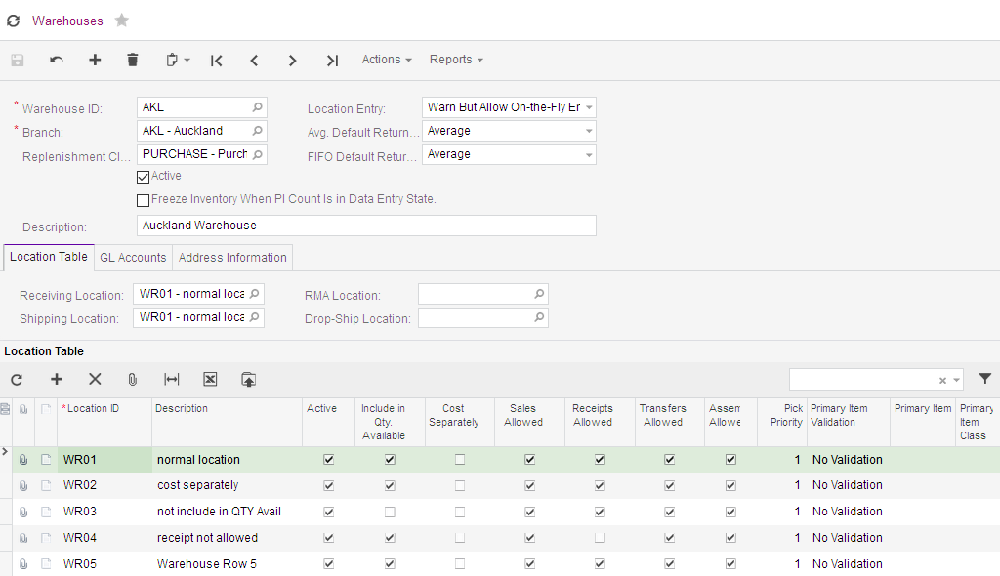 Warehouses
Actions Reports
* Warehouse ID: AKL Location Entry: Warn But Allow On-the-Fly Er
* Branch: AKL - Auckland Avg. Default Return... Average
Replenishment Cl... PURCHASE - Purch FIFO Default Retur... Average
Active
Freeze Inventory When PI Count Is in Data Entry State.
Description: Auckland Warehouse
Location Table GL Accounts Address Information
Receiving Location: WR01 - normal loca RMA Location:
Shipping Location: WR01 - normal loca Drop-Ship Location:
Location Table
* Location ID Description Active Include in Qty. Available Cost Separately Sales Allowed Receipts Allowed Transfers Allowed Assem Allowe Pick Priority Primary Item Validation Primary Item Primary Item Class
WR01 normal location 1 No Validation
WR02 cost separately 1 No Validation
WR03 not include in QTY Avail 1 No Validation
WR04 receipt not allowed 1 No Validation
WR05 Warehouse Row 5 1 No Validation